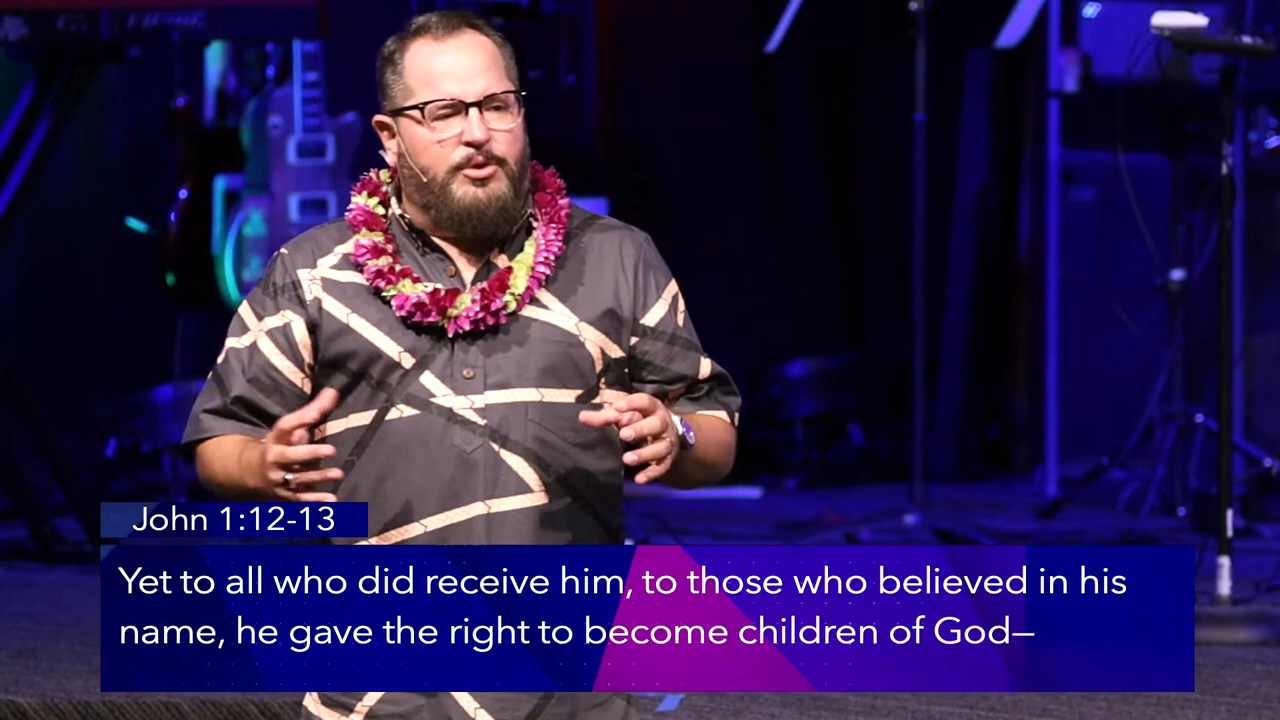 John 1:12-13
Yet to all who did receive him, to those who believed in his
name, he gave the right to become children of God—